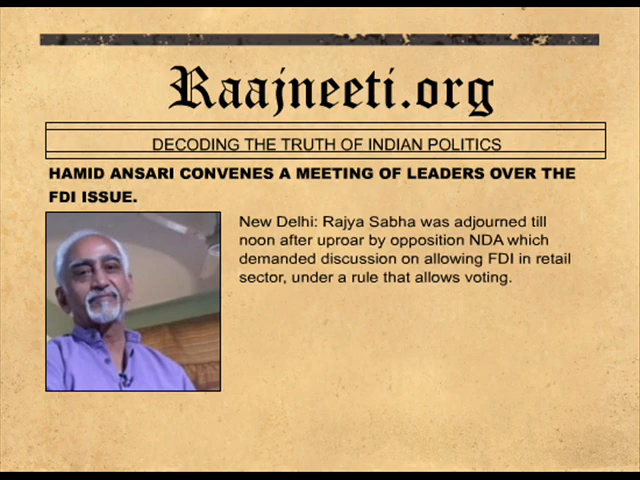 Raajneeti.org
DECODING THE TRUTH OF INDIAN POLITICS
HAMID ANSARI CONVENES A MEETING OF LEADERS OVER THE
FDI ISSUE.
New Delhi: Rajya Sabha was adjourned till
noon after uproar by opposition NDA which
demanded discussion on allowing FDI in retail
sector, under a rule that allows voting.